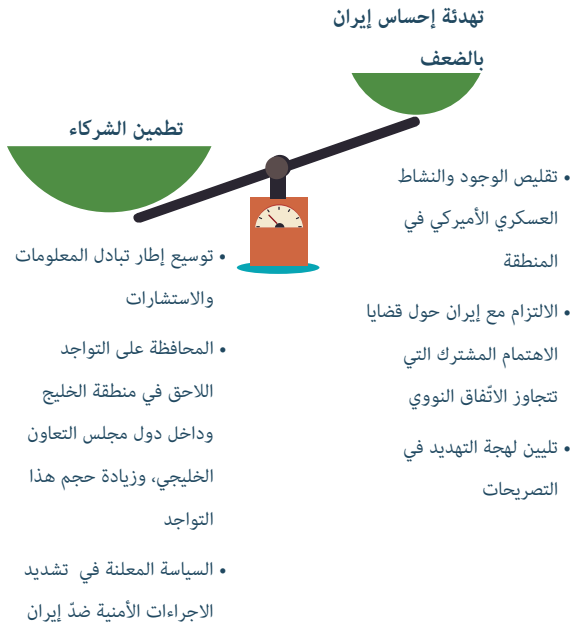 تهدئة إحساس إيران
بالضعف
تطمين الشركاء
• تقليص الوجود والنشاط
العسكري الأميركي في
المنطقة
• الالتزام مع إيران حول قضايا
الاهتمام المشترك التي
تتجاوز الاتّفاق النووي
• تليين لهجة التهديد في
التصريحات
• توسيع إطار تبادل المعلومات
والاستشارات
• المحافظة على التواجد
اللاحق في منطقة الخليج
وداخل دول مجلس التعاون
الخليجي، وزيادة حجم هذا
التواجد
• السياسة المعلنة في تشديد
الاجراءات الأمنية ضدّ إيران